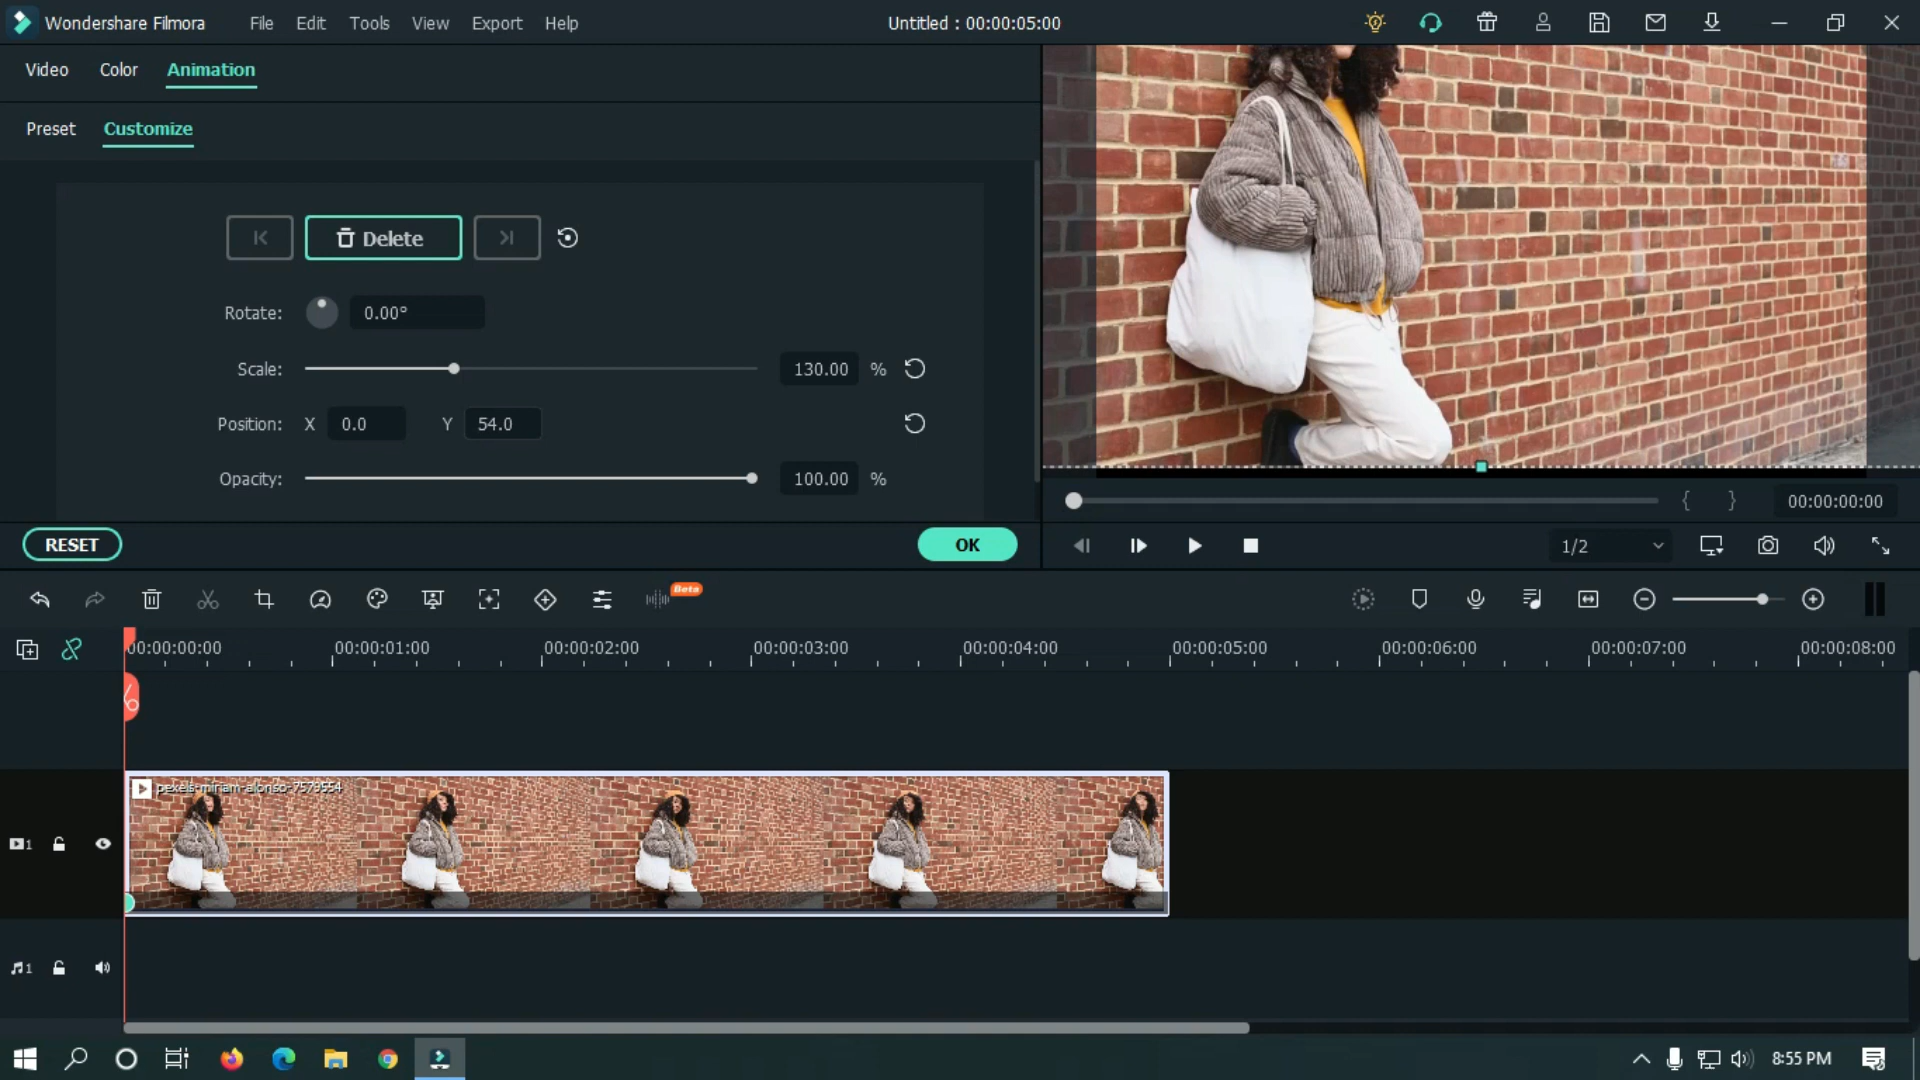 Wondershare Filmora File Edit Tools View Export Help Untitled : 00:00:05:00
Video Color Animation
Preset Customize
Delete
Rotate: 0.00°
Scale: 130.00 %
Position: X 0.0 Y 54.0
Opacity: 100.00 %
{ } 00:00:00:00
RESET OK
1/2
Beta
00:00:00:00 00:00:01:00 00:00:02:00 00:00:03:00 00:00:04:00 00:00:05:00 00:00:06:00 00:00:07:00 00:00:08:00
pexels-miriam-alonso-7579554
1
1
8:55 PM